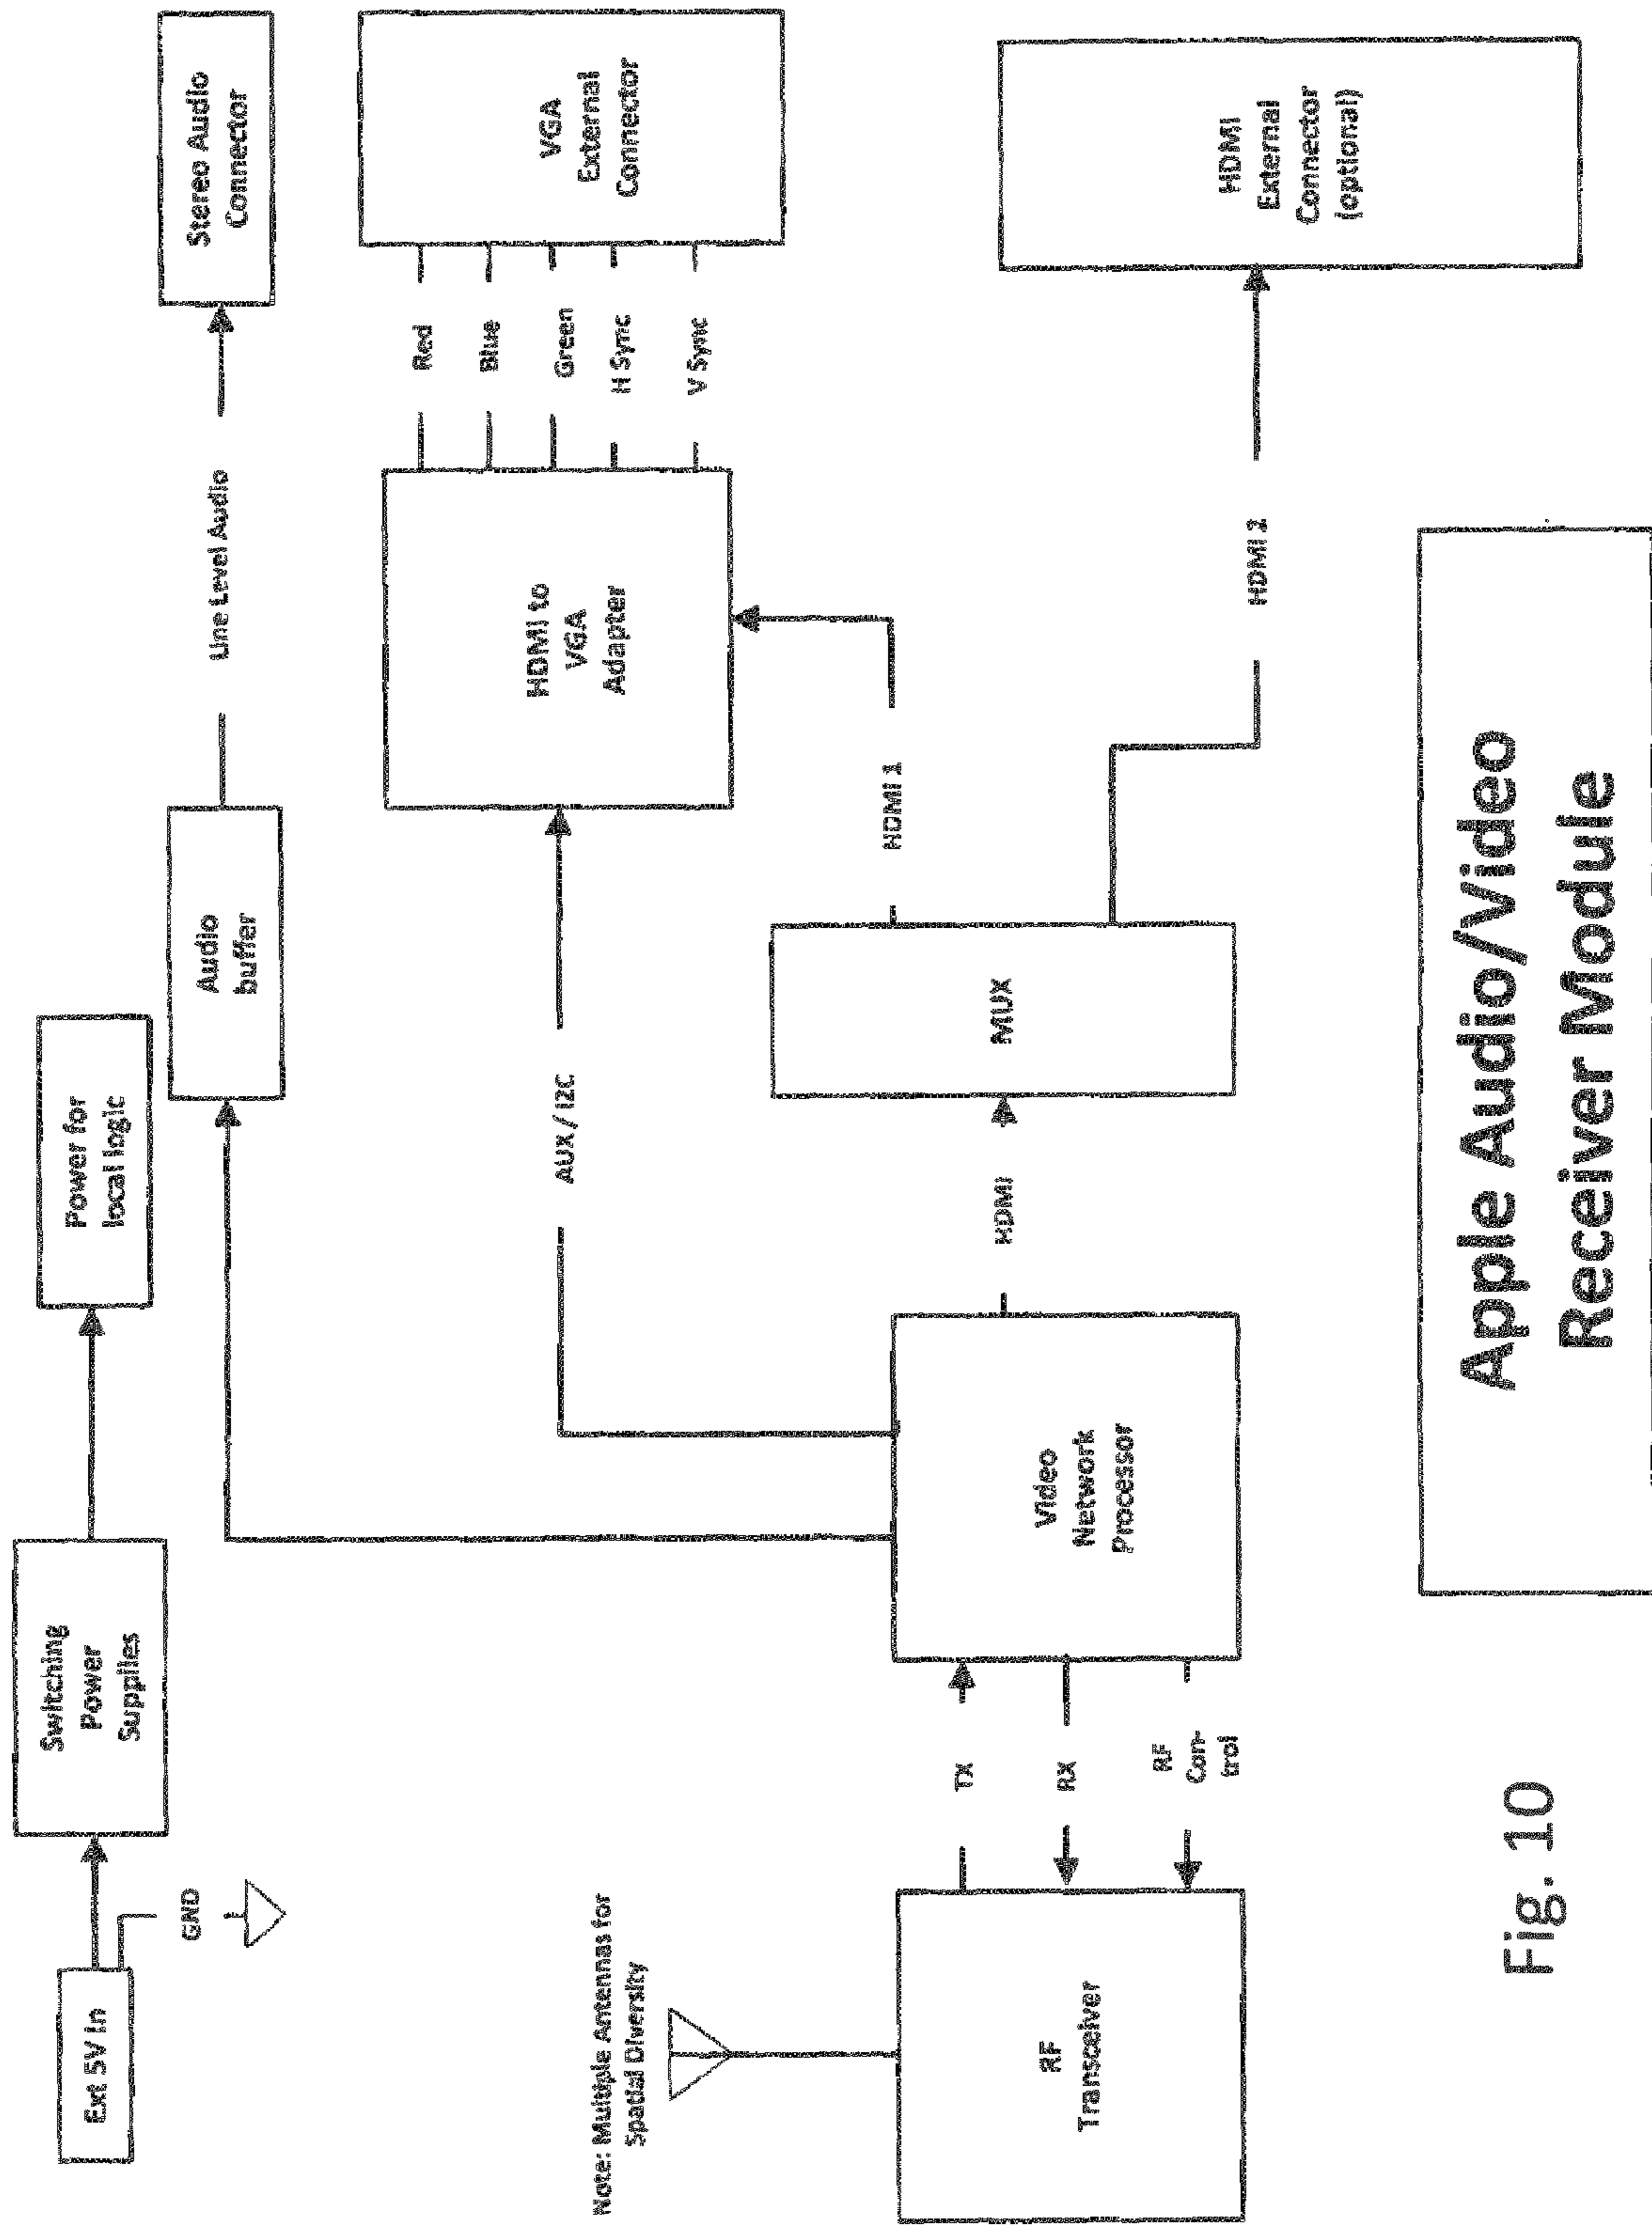 Ext 5V In
GND
Switching
Power
Supplies
Power for
local logic
Audio
buffer
Line Level Audio
Stereo Audio
Connector
Note: Multiple Antennas for
Spatial Diversity
AUX / I2C
HDMI to
VGA
Adapter
Red
Blue
Green
H Sync
V Sync
VGA
External
Connector
RF
Transceiver
TX
RX
RF
Con-
trol
Video
Network
Processor
HDMI
MUX
HDMI 1
HDMI 2
HDMI
External
Connector
(optional)
Apple Audio/Video
Receiver Module
Fig. 10